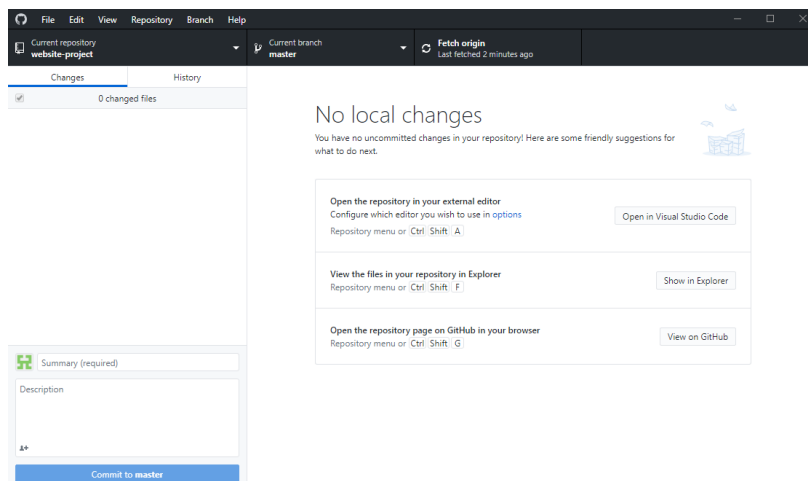 File Edit View Repository Branch Help
Current repository
website-project
Current branch
master
Fetch origin
Last fetched 2 minutes ago
Changes History
0 changed files
No local changes
You have no uncommitted changes in your repository! Here are some friendly suggestions for
what to do next.
Open the repository in your external editor
Configure which editor you wish to use in options
Repository menu or Ctrl Shift A
Open in Visual Studio Code
View the files in your repository in Explorer
Repository menu or Ctrl Shift F
Show in Explorer
Open the repository page on GitHub in your browser
Repository menu or Ctrl Shift G
View on GitHub
Summary (required)
Description
Commit to master